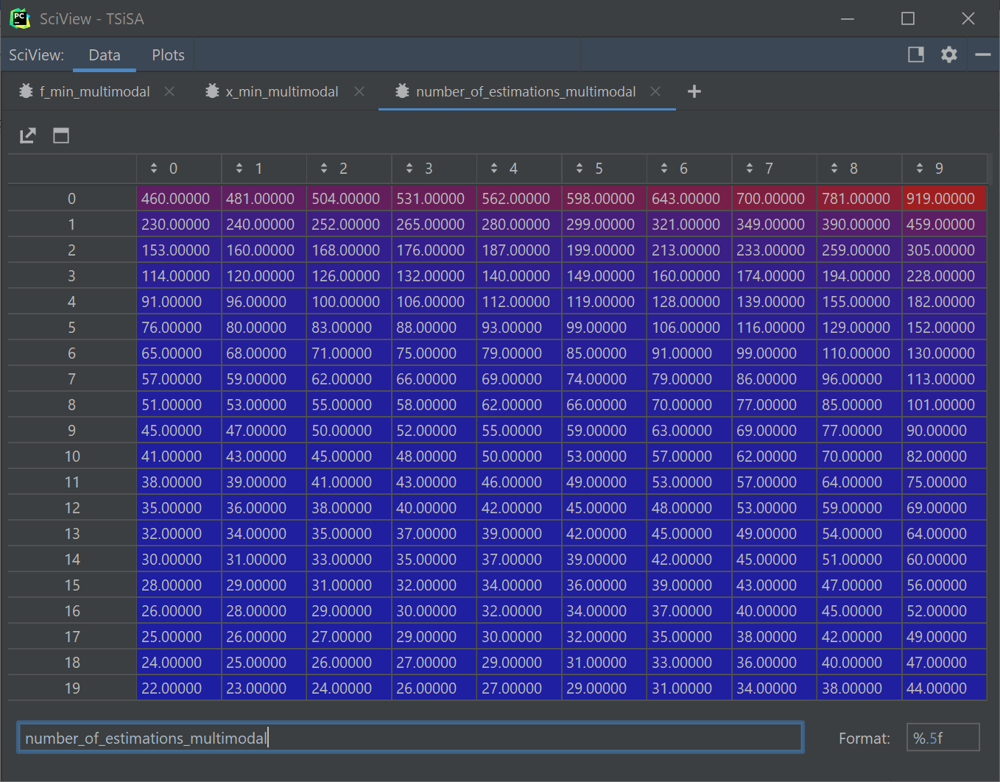 PC SciView - TSiSA
SciView: Data Plots
f_min_multimodal x_min_multimodal number_of_estimations_multimodal
0 1 2 3 4 5 6 7 8 9
0 460.00000 481.00000 504.00000 531.00000 562.00000 598.00000 643.00000 700.00000 781.00000 919.00000
1 230.00000 240.00000 252.00000 265.00000 280.00000 299.00000 321.00000 349.00000 390.00000 459.00000
2 153.00000 160.00000 168.00000 176.00000 187.00000 199.00000 213.00000 233.00000 259.00000 305.00000
3 114.00000 120.00000 126.00000 132.00000 140.00000 149.00000 160.00000 174.00000 194.00000 228.00000
4 91.00000 96.00000 100.00000 106.00000 112.00000 119.00000 128.00000 139.00000 155.00000 182.00000
5 76.00000 80.00000 83.00000 88.00000 93.00000 99.00000 106.00000 116.00000 129.00000 152.00000
6 65.00000 68.00000 71.00000 75.00000 79.00000 85.00000 91.00000 99.00000 110.00000 130.00000
7 57.00000 59.00000 62.00000 66.00000 69.00000 74.00000 79.00000 86.00000 96.00000 113.00000
8 51.00000 53.00000 55.00000 58.00000 62.00000 66.00000 70.00000 77.00000 85.00000 101.00000
9 45.00000 47.00000 50.00000 52.00000 55.00000 59.00000 63.00000 69.00000 77.00000 90.00000
10 41.00000 43.00000 45.00000 48.00000 50.00000 53.00000 57.00000 62.00000 70.00000 82.00000
11 38.00000 39.00000 41.00000 43.00000 46.00000 49.00000 53.00000 57.00000 64.00000 75.00000
12 35.00000 36.00000 38.00000 40.00000 42.00000 45.00000 48.00000 53.00000 59.00000 69.00000
13 32.00000 34.00000 35.00000 37.00000 39.00000 42.00000 45.00000 49.00000 54.00000 64.00000
14 30.00000 31.00000 33.00000 35.00000 37.00000 39.00000 42.00000 45.00000 51.00000 60.00000
15 28.00000 29.00000 31.00000 32.00000 34.00000 36.00000 39.00000 43.00000 47.00000 56.00000
16 26.00000 28.00000 29.00000 30.00000 32.00000 34.00000 37.00000 40.00000 45.00000 52.00000
17 25.00000 26.00000 27.00000 29.00000 30.00000 32.00000 35.00000 38.00000 42.00000 49.00000
18 24.00000 25.00000 26.00000 27.00000 29.00000 31.00000 33.00000 36.00000 40.00000 47.00000
19 22.00000 23.00000 24.00000 26.00000 27.00000 29.00000 31.00000 34.00000 38.00000 44.00000
number_of_estimations_multimodal Format: %.5f